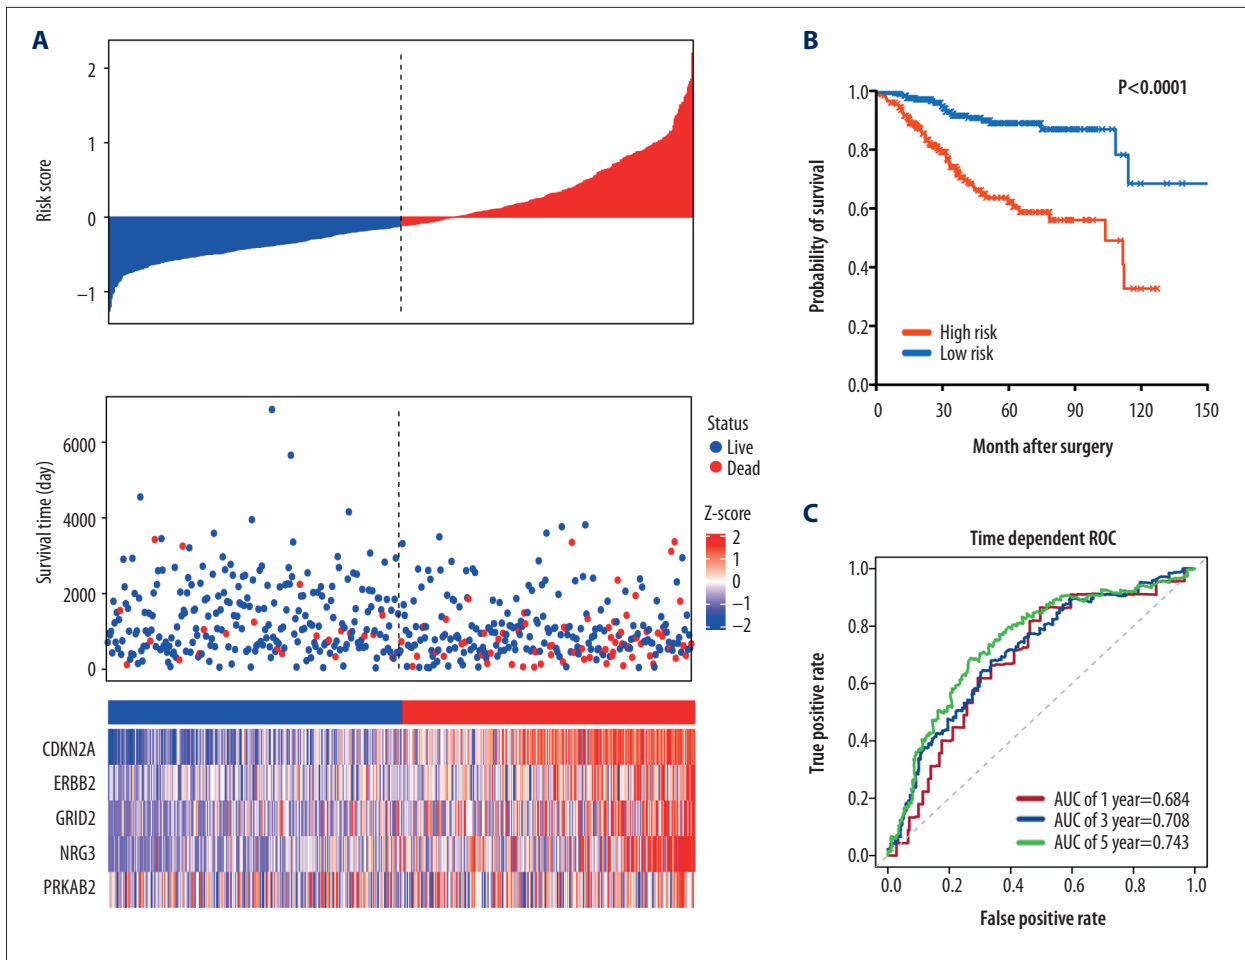 A
2
1
0
−1
Risk score
6000
4000
2000
0
Survival time (day)
Status
Live
Dead
Z-score
2
1
0
−1
−2
CDKN2A
ERBB2
GRID2
NRG3
PRKAB2
B
P<0.0001
1.0
0.8
0.6
0.4
0.2
0.0
Probability of survival
High risk
Low risk
0 30 60 90 120 150
Month after surgery
C
Time dependent ROC
1.0
0.8
0.6
0.4
0.2
0.0
True positive rate
AUC of 1 year=0.684
AUC of 3 year=0.708
AUC of 5 year=0.743
0.0 0.2 0.4 0.6 0.8 1.0
False positive rate